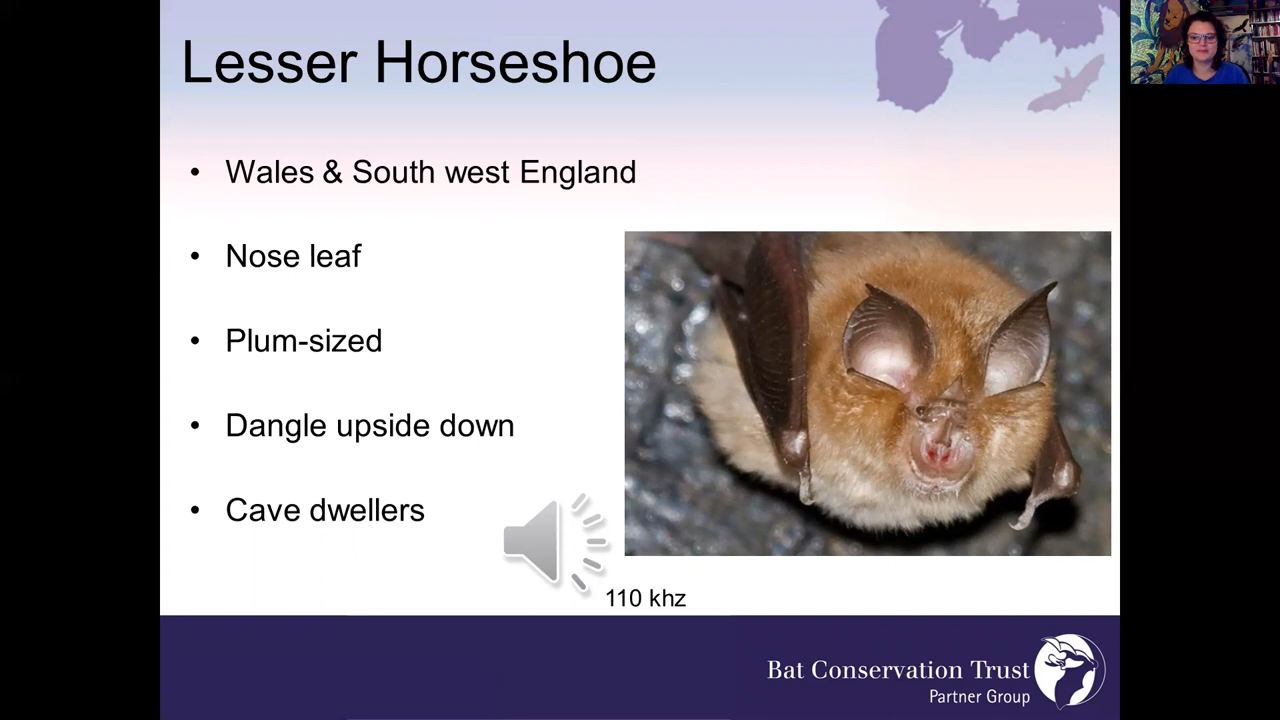 Lesser Horseshoe
• Wales & South west England
• Nose leaf
• Plum-sized
• Dangle upside down
• Cave dwellers
110 khz
Bat Conservation Trust
Partner Group